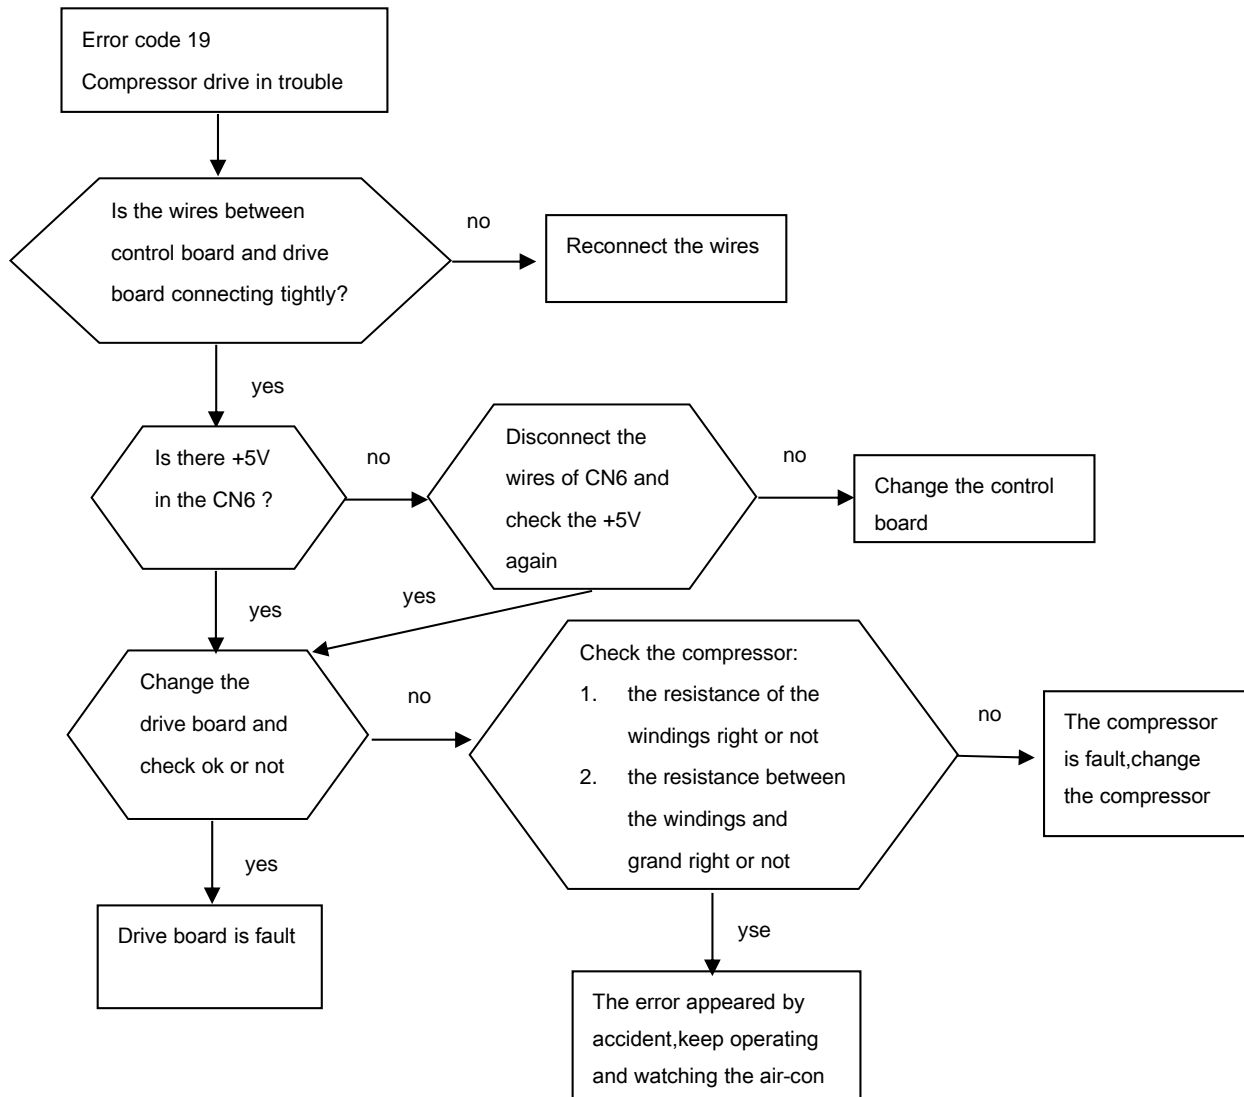 Error code 19
Compressor drive in trouble
Is the wires between
control board and drive
board connecting tightly?
no
Reconnect the wires
yes
Is there +5V
in the CN6 ?
no
Disconnect the
wires of CN6 and
check the +5V
again
no
Change the control
board
yes
yes
Change the
drive board and
check ok or not
no
Check the compressor:
1. the resistance of the
windings right or not
2. the resistance between
the windings and
grand right or not
no
The compressor
is fault,change
the compressor
yes
Drive board is fault
yse
The error appeared by
accident,keep operating
and watching the air-con